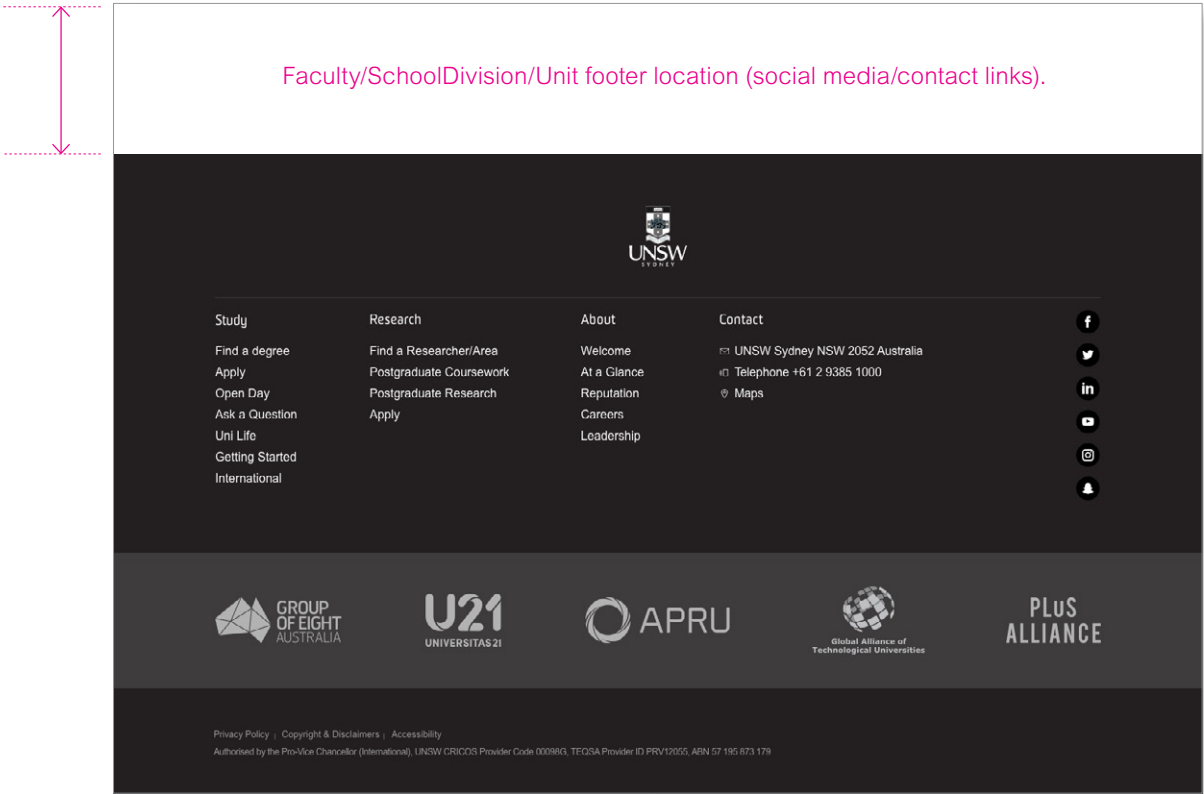 Faculty/SchoolDivision/Unit footer location (social media/contact links).
UNSW
SYDNEY
Study
Find a degree
Apply
Open Day
Ask a Question
Uni Life
Getting Started
International
Research
Find a Researcher/Area
Postgraduate Coursework
Postgraduate Research
Apply
About
Welcome
At a Glance
Reputation
Careers
Leadership
Contact
UNSW Sydney NSW 2052 Australia
Telephone +61 2 9385 1000
Maps
GROUP
OF EIGHT
AUSTRALIA
U21
UNIVERSITAS 21
APRU
Global Alliance of
Technological Universities
PLuS
ALLIANCE
Privacy Policy | Copyright & Disclaimers | Accessibility
Authorised by the Pro-Vice Chancellor (International), UNSW CRICOS Provider Code 00098G, TEQSA Provider ID PRV12055, ABN 57 195 873 179